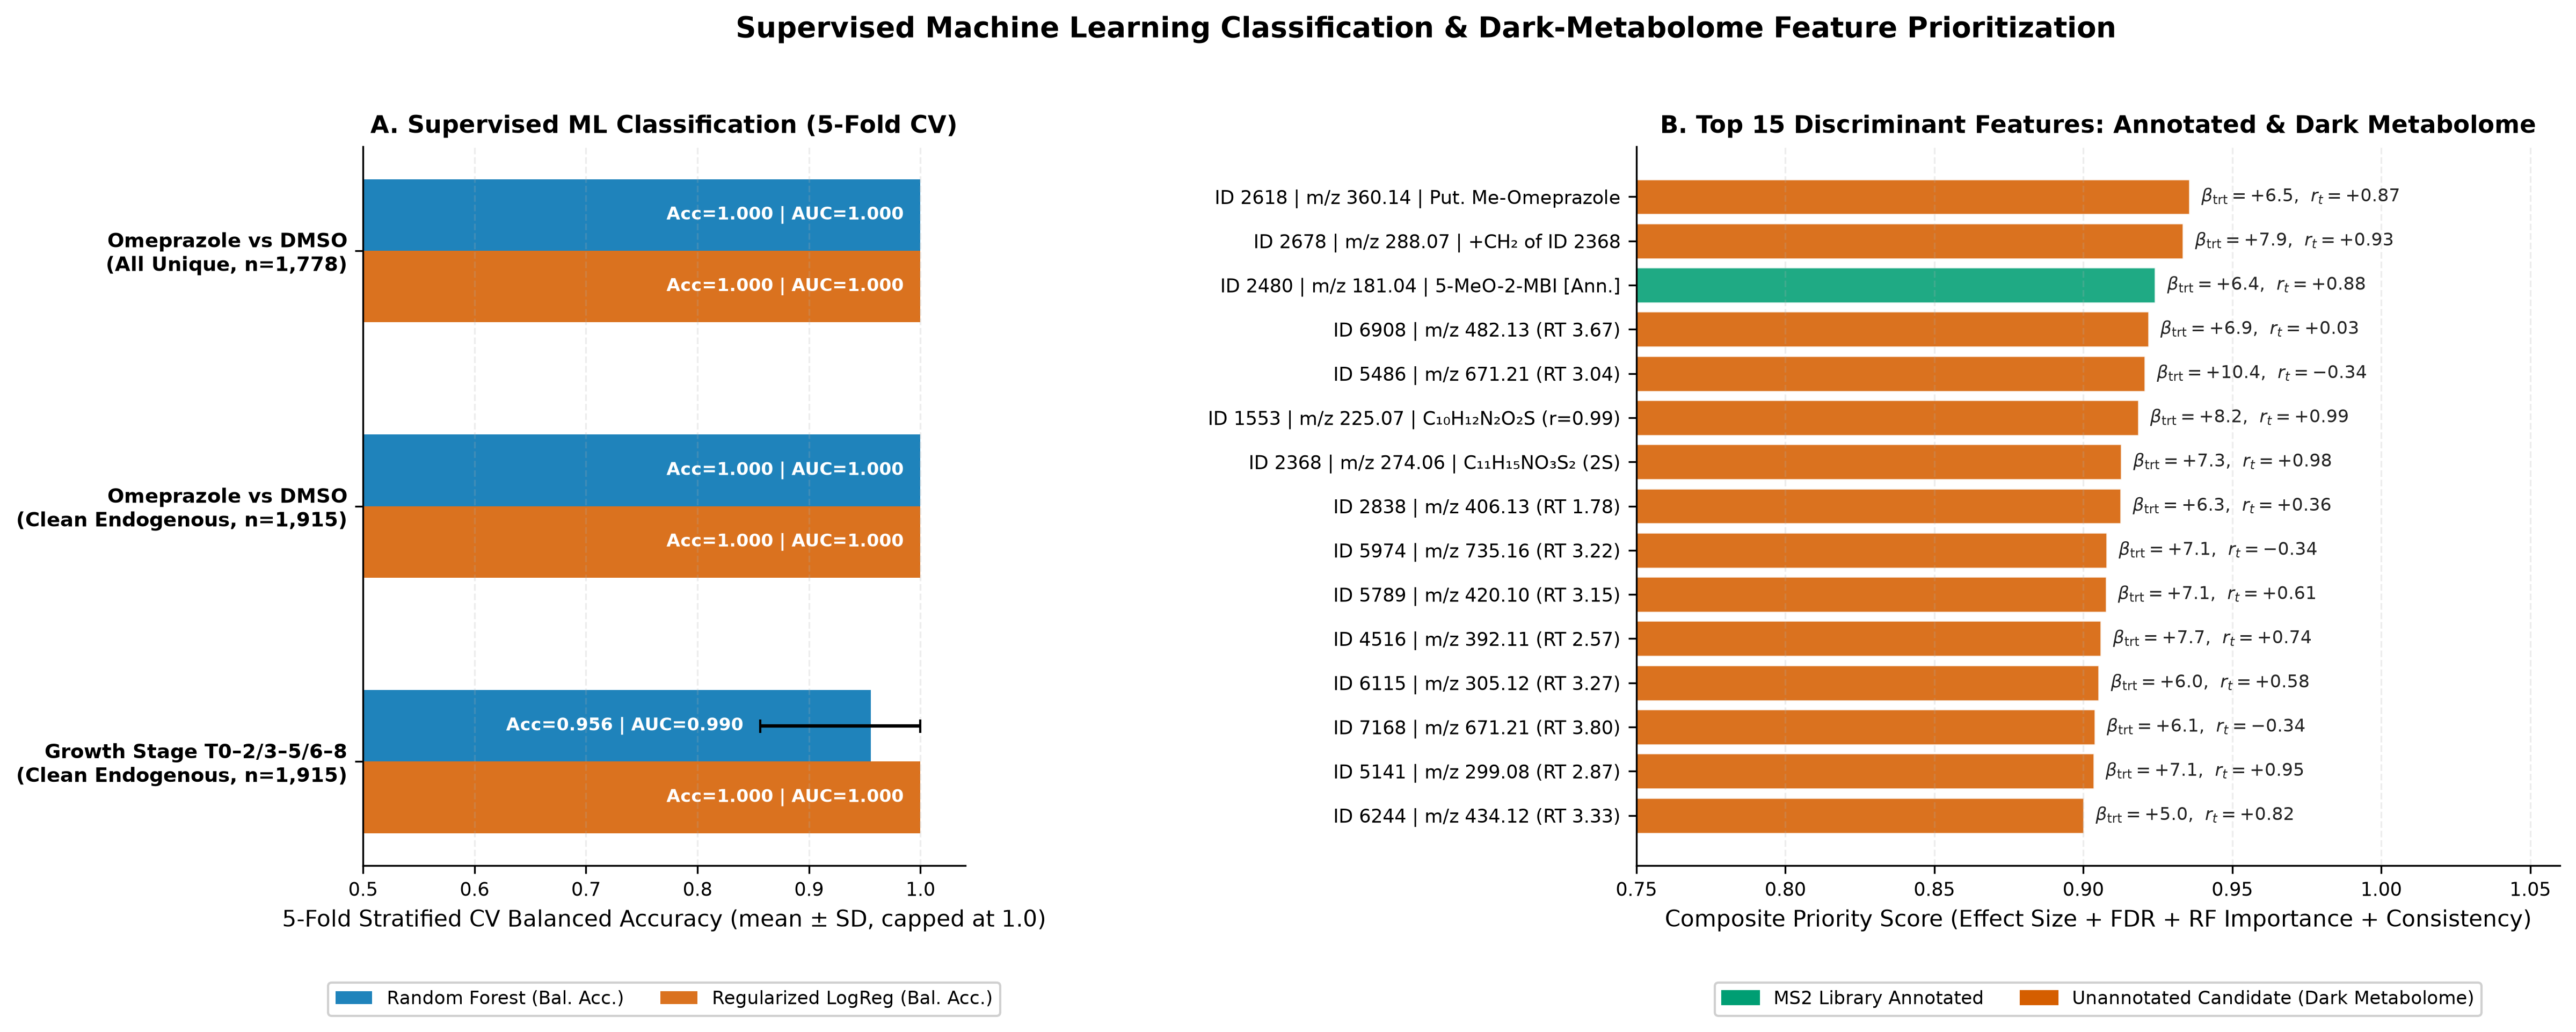 Supervised Machine Learning Classification & Dark-Metabolome Feature Prioritization
A. Supervised ML Classification (5-Fold CV)
Omeprazole vs DMSO
(All Unique, n=1,778)
Acc=1.000 | AUC=1.000
Acc=1.000 | AUC=1.000
Omeprazole vs DMSO
(Clean Endogenous, n=1,915)
Acc=1.000 | AUC=1.000
Acc=1.000 | AUC=1.000
Growth Stage T0–2/3–5/6–8
(Clean Endogenous, n=1,915)
Acc=0.956 | AUC=0.990
Acc=1.000 | AUC=1.000
0.5 0.6 0.7 0.8 0.9 1.0
5-Fold Stratified CV Balanced Accuracy (mean ± SD, capped at 1.0)
Random Forest (Bal. Acc.) Regularized LogReg (Bal. Acc.)
B. Top 15 Discriminant Features: Annotated & Dark Metabolome
ID 2618 | m/z 360.14 | Put. Me-Omeprazole βtrt = +6.5, rt = +0.87
ID 2678 | m/z 288.07 | +CH₂ of ID 2368 βtrt = +7.9, rt = +0.93
ID 2480 | m/z 181.04 | 5-MeO-2-MBI [Ann.] βtrt = +6.4, rt = +0.88
ID 6908 | m/z 482.13 (RT 3.67) βtrt = +6.9, rt = +0.03
ID 5486 | m/z 671.21 (RT 3.04) βtrt = +10.4, rt = −0.34
ID 1553 | m/z 225.07 | C₁₀H₁₂N₂O₂S (r=0.99) βtrt = +8.2, rt = +0.99
ID 2368 | m/z 274.06 | C₁₁H₁₅NO₃S₂ (2S) βtrt = +7.3, rt = +0.98
ID 2838 | m/z 406.13 (RT 1.78) βtrt = +6.3, rt = +0.36
ID 5974 | m/z 735.16 (RT 3.22) βtrt = +7.1, rt = −0.34
ID 5789 | m/z 420.10 (RT 3.15) βtrt = +7.1, rt = +0.61
ID 4516 | m/z 392.11 (RT 2.57) βtrt = +7.7, rt = +0.74
ID 6115 | m/z 305.12 (RT 3.27) βtrt = +6.0, rt = +0.58
ID 7168 | m/z 671.21 (RT 3.80) βtrt = +6.1, rt = −0.34
ID 5141 | m/z 299.08 (RT 2.87) βtrt = +7.1, rt = +0.95
ID 6244 | m/z 434.12 (RT 3.33) βtrt = +5.0, rt = +0.82
0.75 0.80 0.85 0.90 0.95 1.00 1.05
Composite Priority Score (Effect Size + FDR + RF Importance + Consistency)
MS2 Library Annotated Unannotated Candidate (Dark Metabolome)